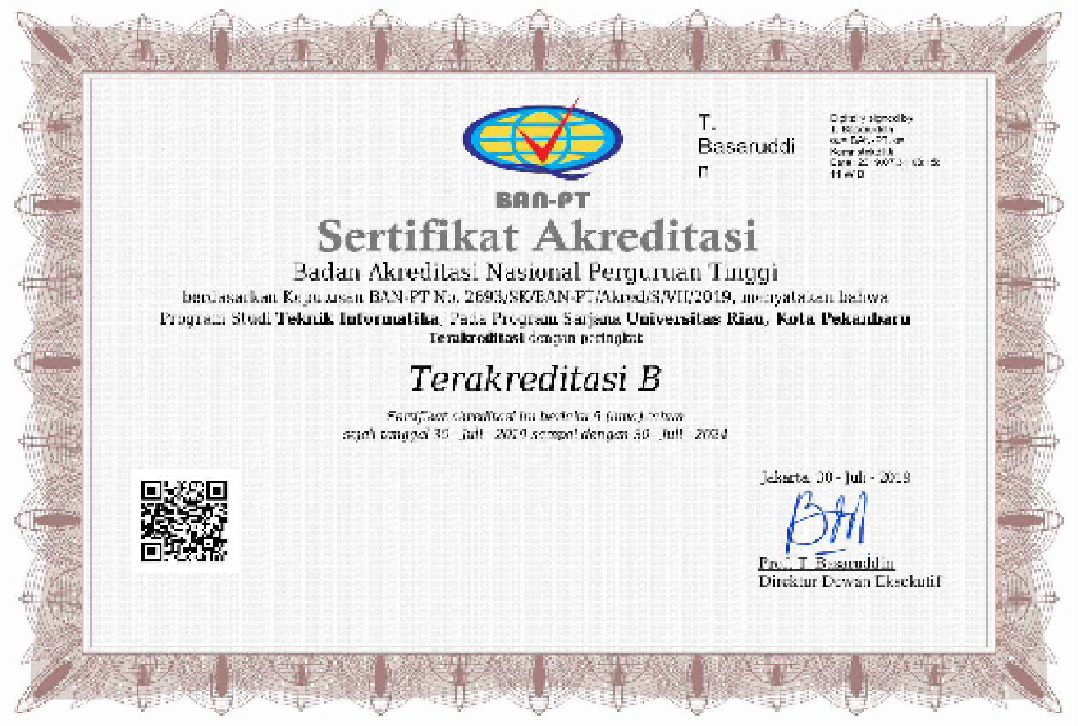 BAN-PT
T.
Basaruddi
n
Digitally signed by
T. Basaruddin
Sertifikat Akreditasi
Badan Akreditasi Nasional Perguruan Tinggi
berdasarkan Keputusan BAN-PT No. 2693/SK/BAN-PT/Akred/S/VII/2019, menyatakan bahwa
Program Studi Teknik Informatika, Pada Program Sarjana Universitas Riau, Kota Pekanbaru
Terakreditasi dengan peringkat
Terakreditasi B
Sertifikat akreditasi ini berlaku 5 (lima) tahun
sejak tanggal 30 - Juli - 2019 sampai dengan 30 - Juli - 2024
Jakarta, 30 - Juli - 2019
Prof. T. Basaruddin
Direktur Dewan Eksekutif